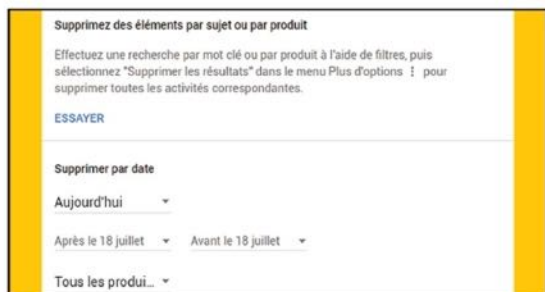 Supprimez des éléments par sujet ou par produit
Effectuez une recherche par mot clé ou par produit à l'aide de filtres, puis
sélectionnez "Supprimer les résultats" dans le menu Plus d'options ⋮ pour
supprimer toutes les activités correspondantes.
ESSAYER
Supprimer par date
Aujourd'hui
Après le 18 juillet Avant le 18 juillet
Tous les produi...